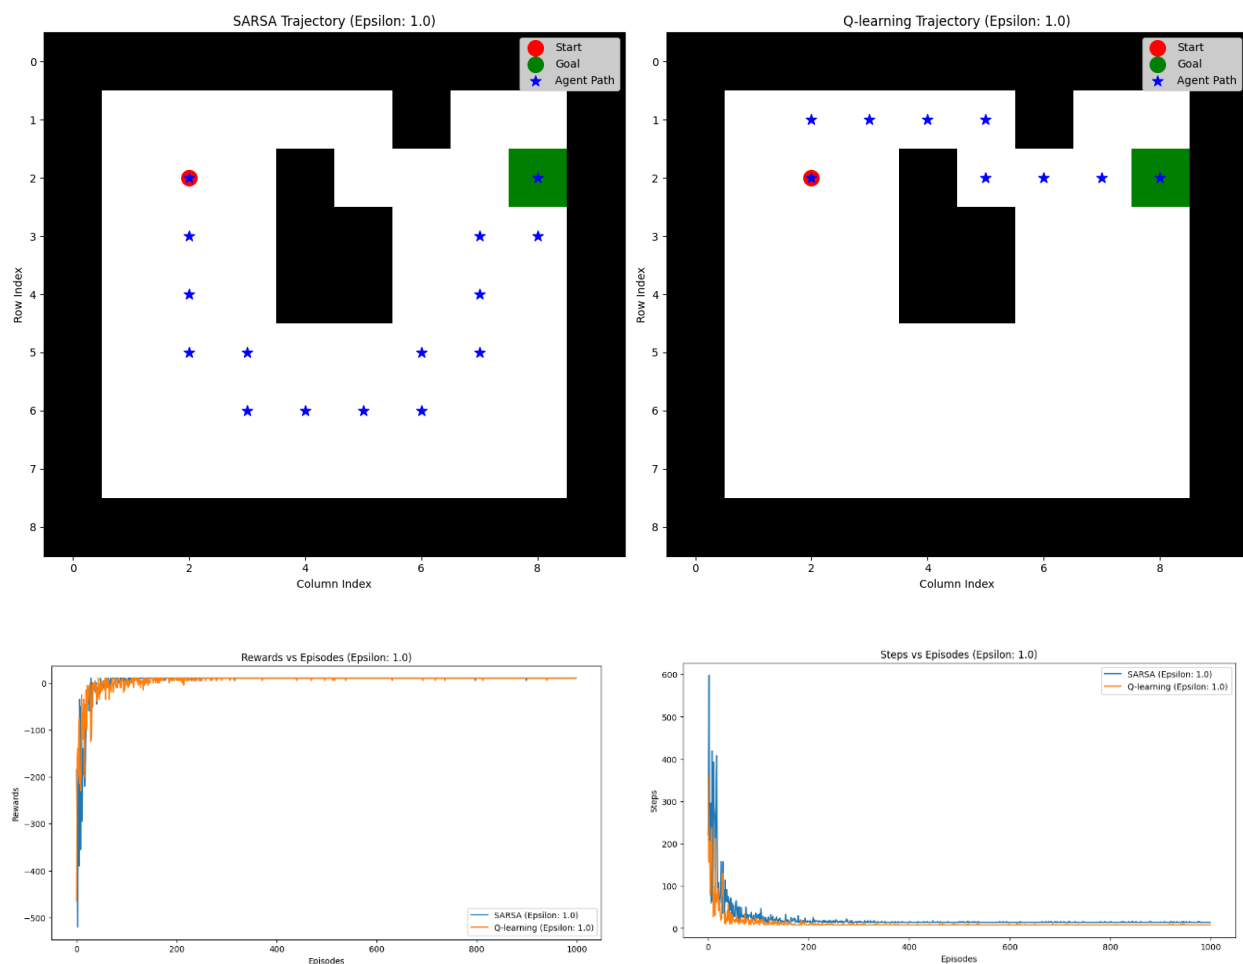 SARSA Trajectory (Epsilon: 1.0)
Start
Goal
Agent Path
0
1
2
3
4
5
6
7
8
Row Index
0
2
4
6
8
Column Index
Q-learning Trajectory (Epsilon: 1.0)
Start
Goal
Agent Path
0
1
2
3
4
5
6
7
8
Row Index
0
2
4
6
8
Column Index
Rewards vs Episodes (Epsilon: 1.0)
0
−100
−200
−300
−400
−500
Rewards
SARSA (Epsilon: 1.0)
Q-learning (Epsilon: 1.0)
0
200
400
600
800
1000
Episodes
Steps vs Episodes (Epsilon: 1.0)
SARSA (Epsilon: 1.0)
Q-learning (Epsilon: 1.0)
600
500
400
300
200
100
0
Steps
0
200
400
600
800
1000
Episodes